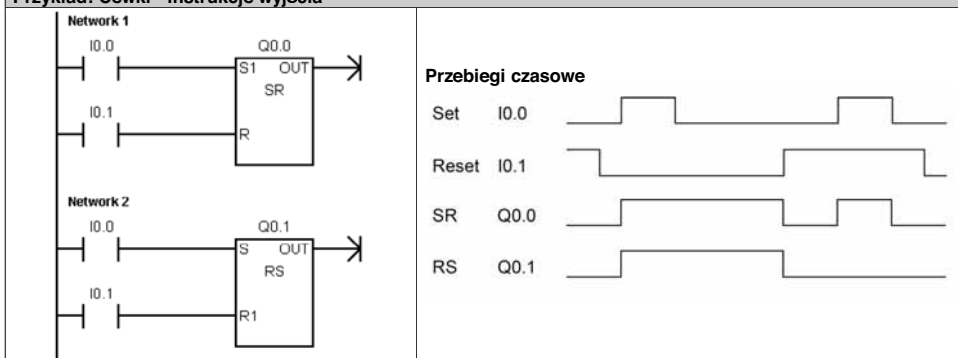 Przykład: Cewki - Instrukcje wyjścia
Network 1
I0.0 Q0.0
S1 OUT
SR
I0.1
R
Network 2
I0.0 Q0.1
S OUT
RS
I0.1
R1
Przebiegi czasowe
Set I0.0
Reset I0.1
SR Q0.0
RS Q0.1